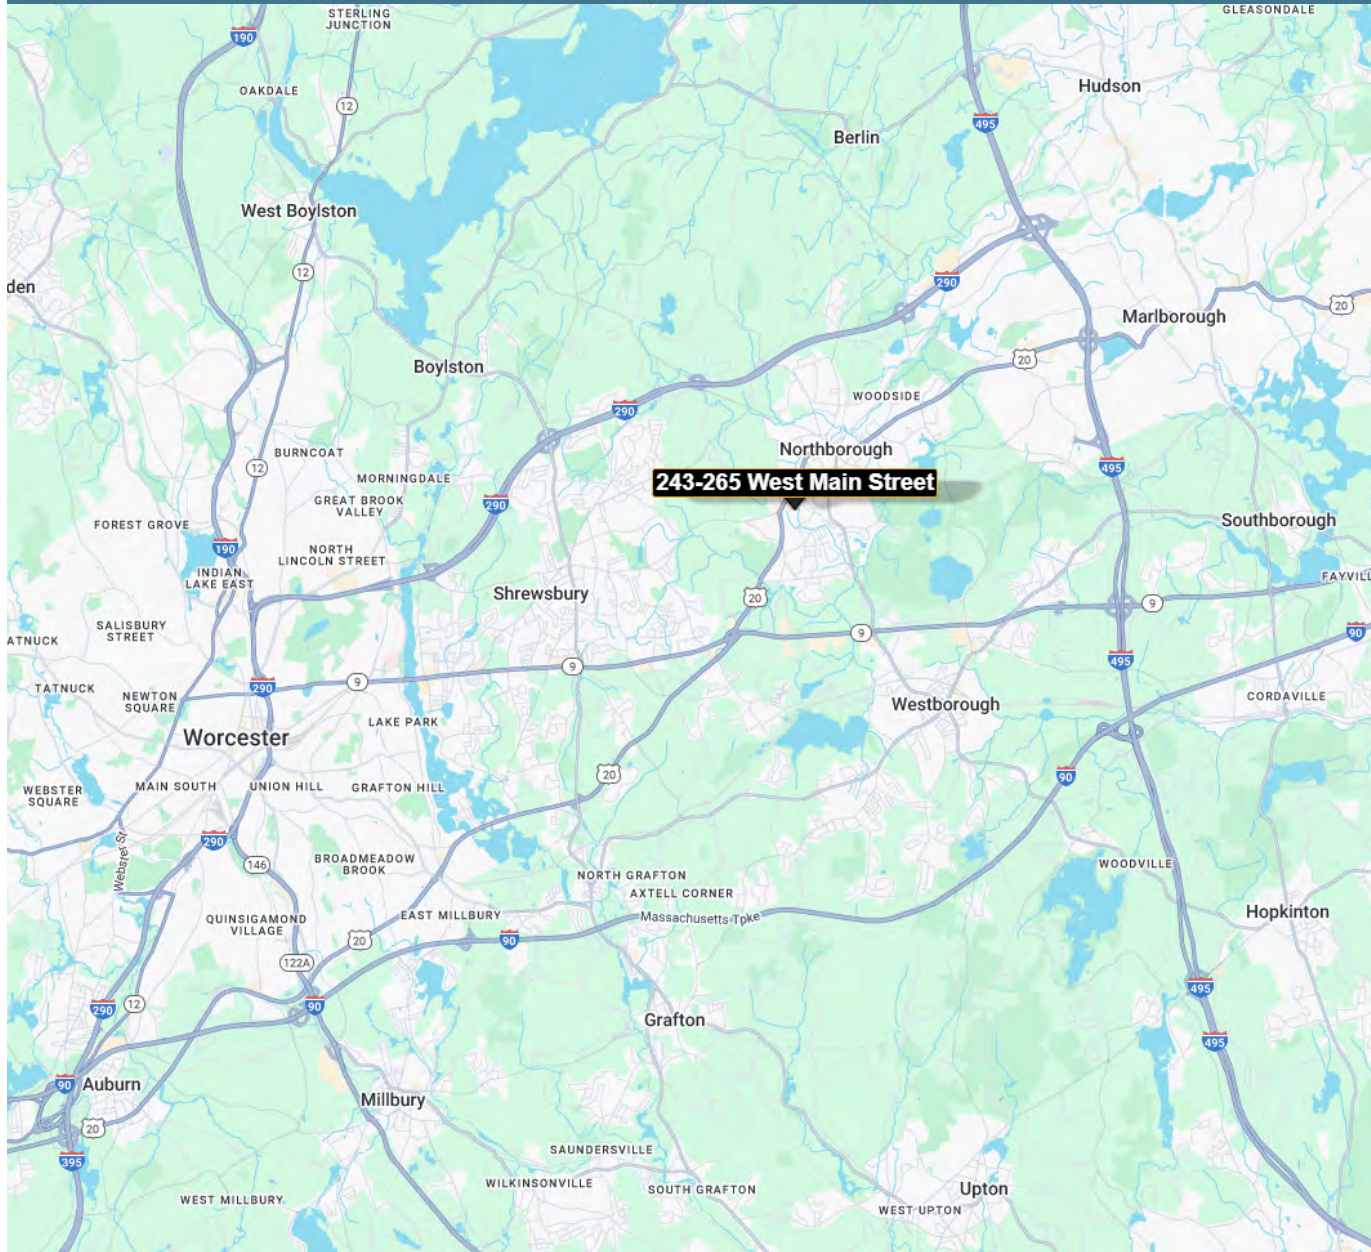 STERLING
JUNCTION
GLEASONDALE
190
OAKDALE
12
Hudson
495
Berlin
West Boylston
12
290
den
20
Marlborough
20
Boylston
WOODSIDE
290
Northborough
BURNCOAT
12
MORNINGDALE
495
243-265 West Main Street
GREAT BROOK
VALLEY
290
FOREST GROVE
Southborough
190
NORTH
LINCOLN STREET
INDIAN
LAKE EAST
FAYVILL
Shrewsbury
20
9
SALISBURY
STREET
ATNUCK
9
90
495
9
TATNUCK
NEWTON
SQUARE
290
9
Westborough
CORDAVILLE
LAKE PARK
Worcester
20
90
MAIN SOUTH
UNION HILL
GRAFTON HILL
WEBSTER
SQUARE
290
Webster St
146
BROADMEADOW
BROOK
WOODVILLE
NORTH GRAFTON
AXTELL CORNER
QUINSIGAMOND
VILLAGE
EAST MILLBURY
Massachusetts Tpke
Hopkinton
20
90
122A
495
290
12
90
Grafton
495
90
Auburn
Millbury
20
SAUNDERSVILLE
395
WILKINSONVILLE
SOUTH GRAFTON
Upton
WEST MILLBURY
WEST UPTON